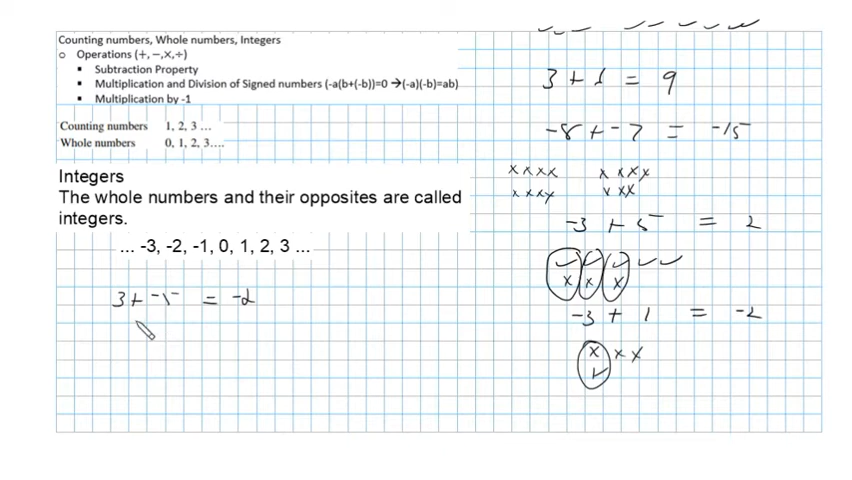 Counting numbers, Whole numbers, Integers
o Operations (+,−,×,÷)
▪ Subtraction Property
▪ Multiplication and Division of Signed numbers (-a(b+(-b))=0 →(-a)(-b)=ab)
▪ Multiplication by -1
Counting numbers 1, 2, 3 ...
Whole numbers 0, 1, 2, 3....
Integers
The whole numbers and their opposites are called
integers.
... -3, -2, -1, 0, 1, 2, 3 ...
3 + -5 = -2
3 + 1 = 9
-8 + -7 = -15
x x x x x x x x
x x x x x x x
-3 + 5 = 2
✓ ✓ ✓ ✓ ✓
x x x
-3 + 1 = -2
x x x
✓